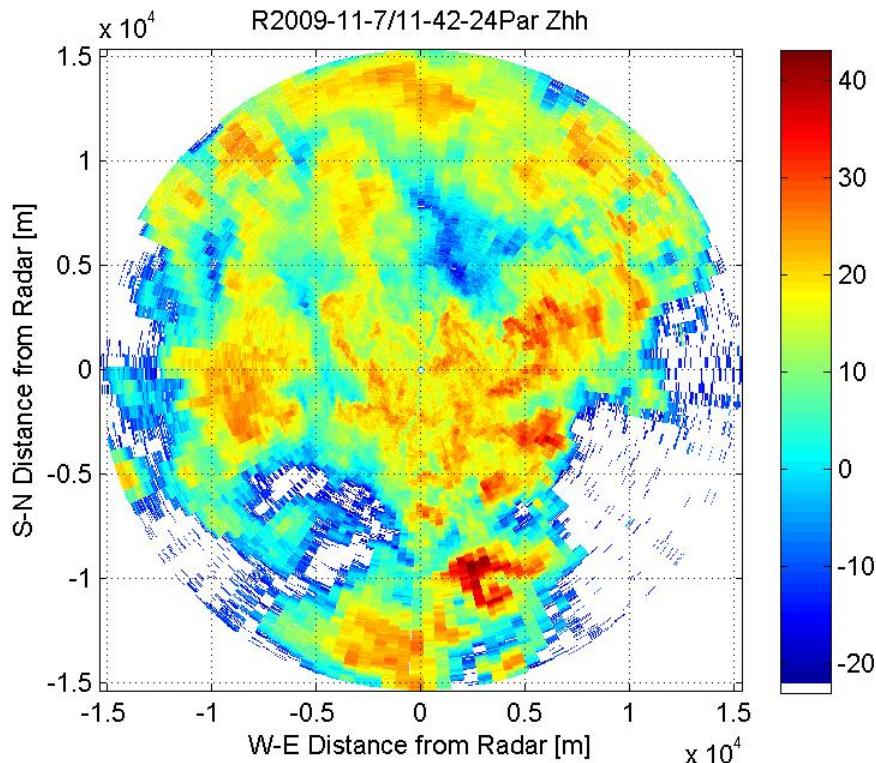 R2009-11-7/11-42-24Par Zhh
x 10^4
1.5
1
0.5
0
-0.5
-1
-1.5
S-N Distance from Radar [m]
-1.5 -1 -0.5 0 0.5 1 1.5
W-E Distance from Radar [m]
x 10^4
40
30
20
10
0
-10
-20